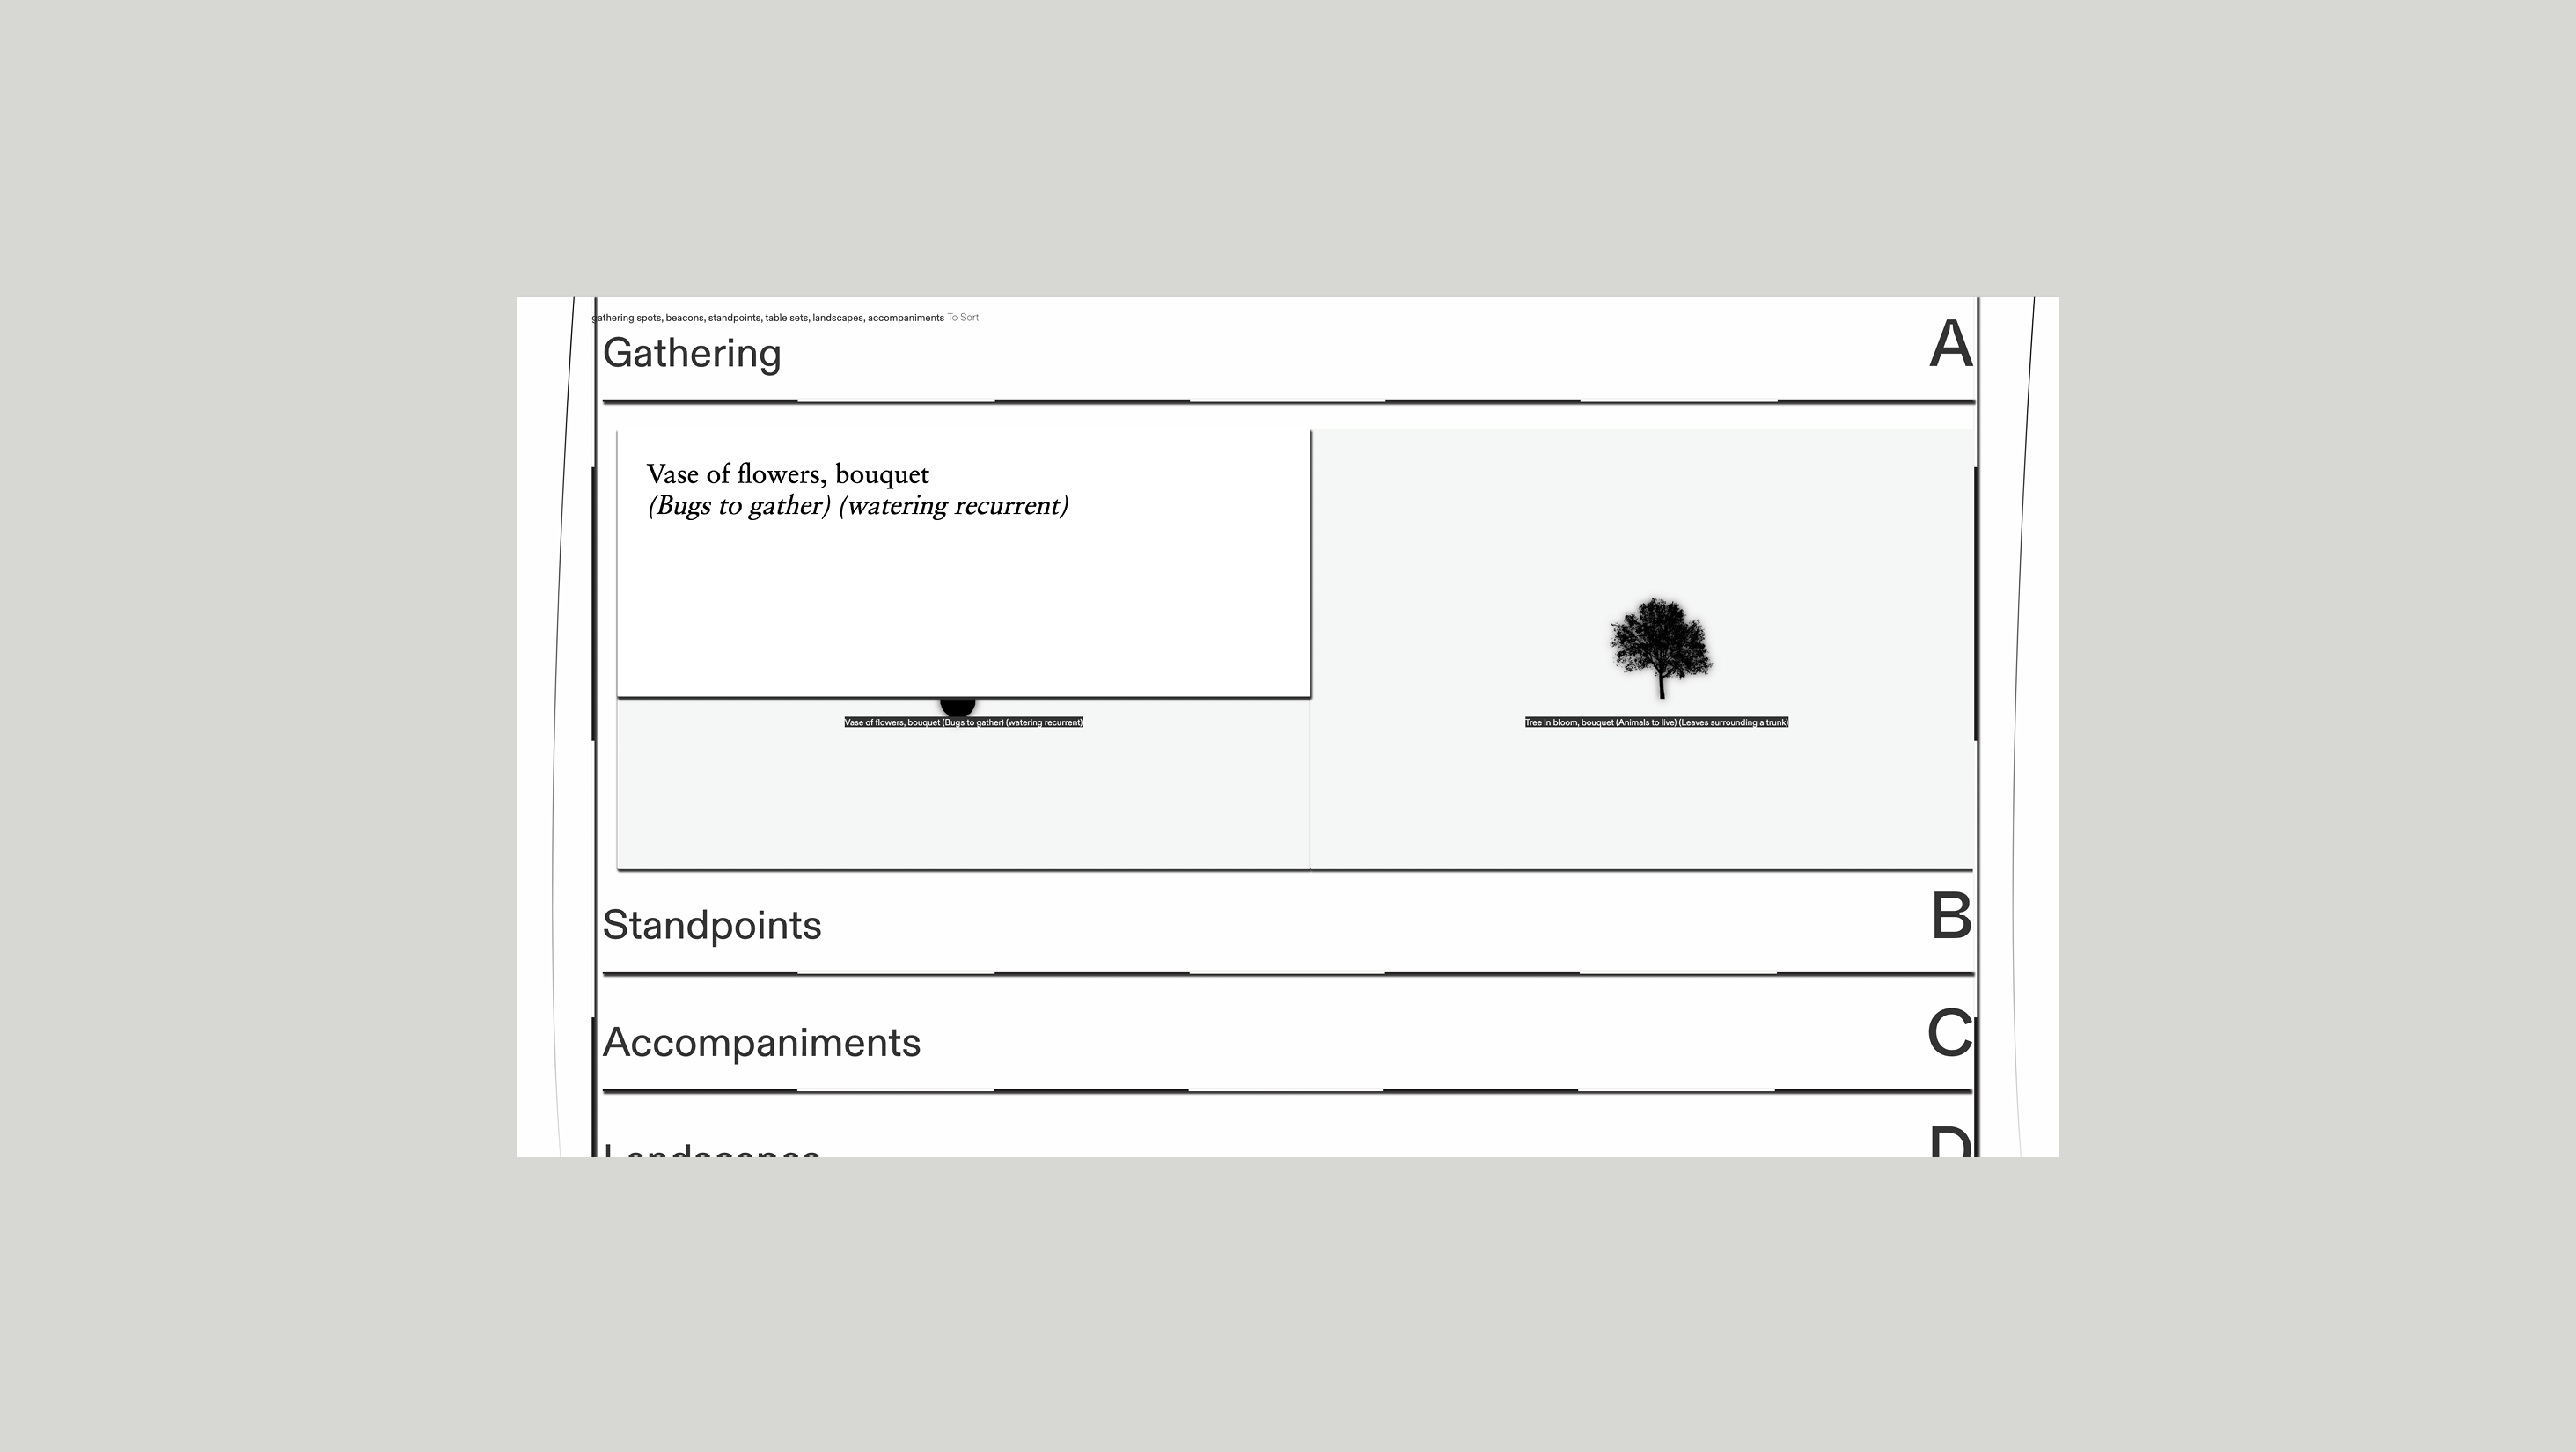 gathering spots, beacons, standpoints, table sets, landscapes, accompaniments To Sort
Gathering
A
Vase of flowers, bouquet
(Bugs to gather) (watering recurrent)
Vase of flowers, bouquet (Bugs to gather) (watering recurrent)
Tree in bloom, bouquet (Animals to live) (Leaves surrounding a trunk)
Standpoints
B
Accompaniments
C
Landscapes
D